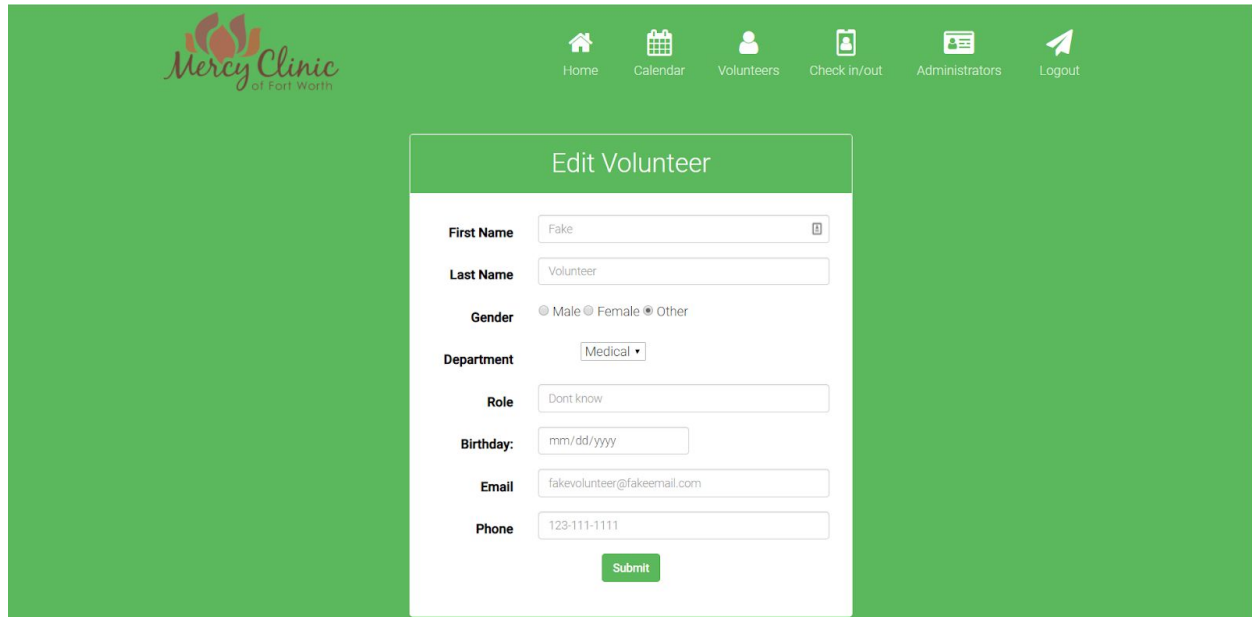 Mercy Clinic
of Fort Worth
Home Calendar Volunteers Check in/out Administrators Logout
Edit Volunteer
First Name Fake
Last Name Volunteer
Gender Male Female Other
Department Medical
Role Dont know
Birthday: mm/dd/yyyy
Email fakevolunteer@fakeemail.com
Phone 123-111-1111
Submit